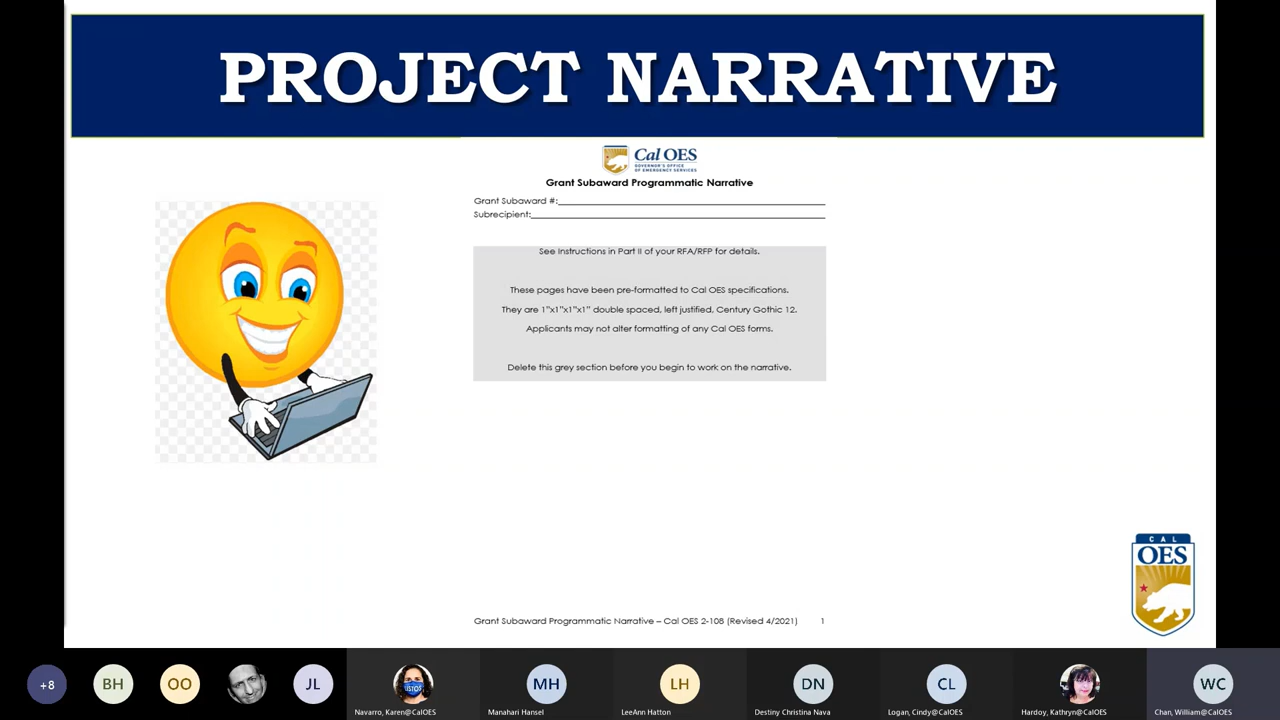 PROJECT NARRATIVE
Cal OES
GOVERNOR'S OFFICE
OF EMERGENCY SERVICES
Grant Subaward Programmatic Narrative
Grant Subaward #:
Subrecipient:
See Instructions in Part II of your RFA/RFP for details.
These pages have been pre-formatted to Cal OES specifications.
They are 1"x1"x1"x1" double spaced, left justified, Century Gothic 12.
Applicants may not alter formatting of any Cal OES forms.
Delete this grey section before you begin to work on the narrative.
CAL
OES
Grant Subaward Programmatic Narrative – Cal OES 2-108 (Revised 4/2021) 1
+8
BH
OO
JL
MH
LH
DN
CL
WC
Navarro, Karen@CalOES
Manahari Hansel
LeeAnn Hatton
Destiny Christina Nava
Logan, Cindy@CalOES
Hardoy, Kathryn@CalOES
Chan, William@CalOES